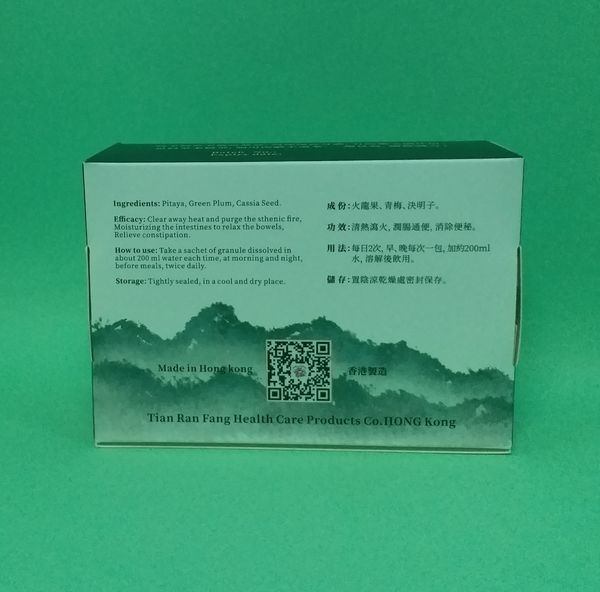 Ingredients: Pitaya, Green Plum, Cassia Seed.
Efficacy: Clear away heat and purge the sthenic fire,
Moisturizing the intestines to relax the bowels,
Relieve constipation.
How to use: Take a sachet of granule dissolved in
about 200 ml water each time, at morning and night,
before meals, twice daily.
Storage: Tightly sealed, in a cool and dry place.
成份:火龍果、青梅、決明子。
功效:清熱瀉火,潤腸通便,消除便秘。
用法:每日2次,早、晚每次一包,加約200ml
水,溶解後飲用。
儲存:置陰涼乾燥處密封保存。
Made in Hong kong
香港製造
Tian Ran Fang Health Care Products Co.HONG Kong